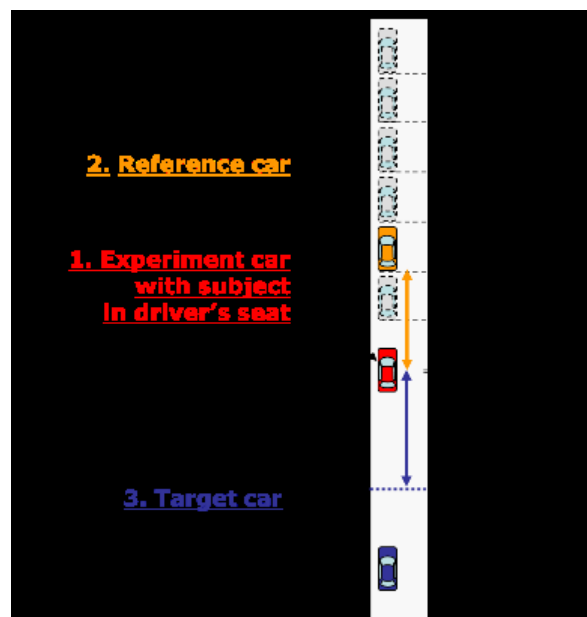 2. Reference car
1. Experiment car
with subject
in driver's seat
3. Target car